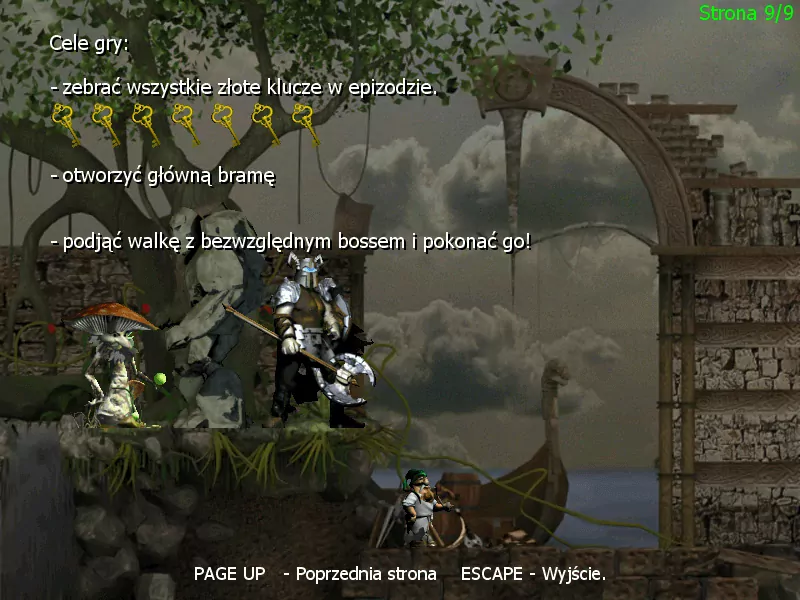 Strona 9/9
Cele gry:
- zebrać wszystkie złote klucze w epizodzie.
- otworzyć główną bramę
- podjąć walkę z bezwzględnym bossem i pokonać go!
PAGE UP - Poprzednia strona ESCAPE - Wyjście.